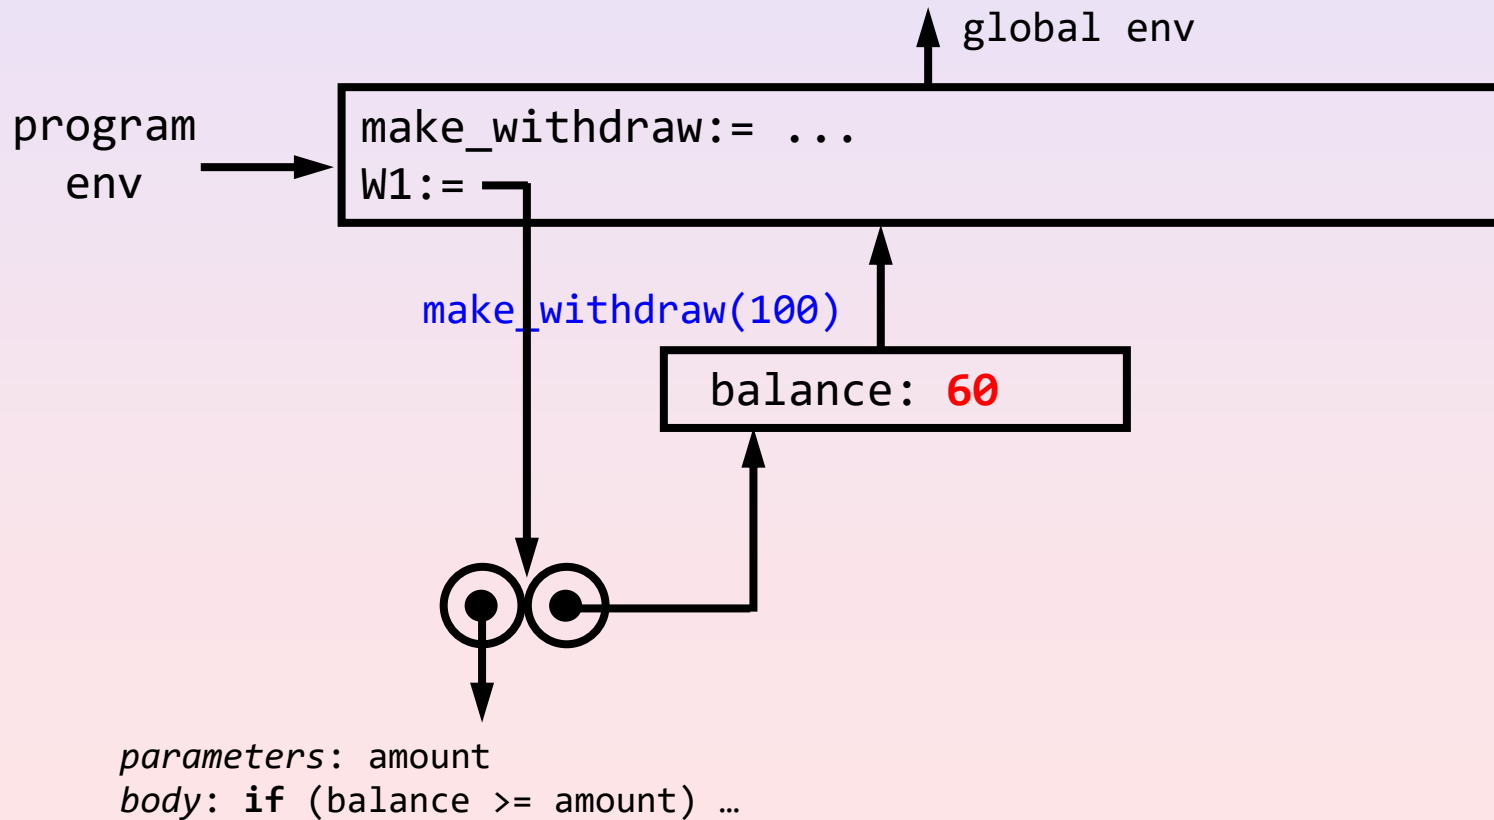 global env
program
env
make_withdraw:= ...
W1:=
make_withdraw(100)
balance: 60
parameters: amount
body: if (balance >= amount) …